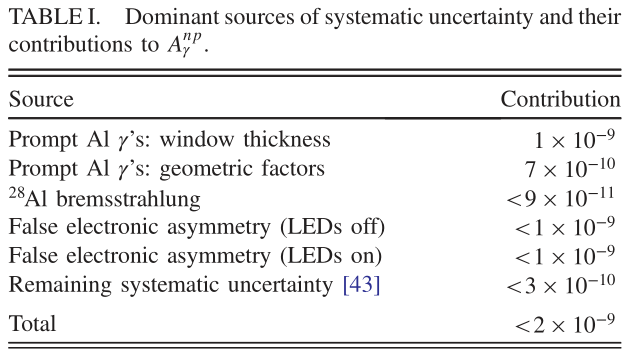 TABLE I. Dominant sources of systematic uncertainty and their
contributions to A_γ^{np}.
Source Contribution
Prompt Al γ's: window thickness 1 × 10⁻⁹
Prompt Al γ's: geometric factors 7 × 10⁻¹⁰
²⁸Al bremsstrahlung <9 × 10⁻¹¹
False electronic asymmetry (LEDs off) <1 × 10⁻⁹
False electronic asymmetry (LEDs on) <1 × 10⁻⁹
Remaining systematic uncertainty [43] <3 × 10⁻¹⁰
Total <2 × 10⁻⁹